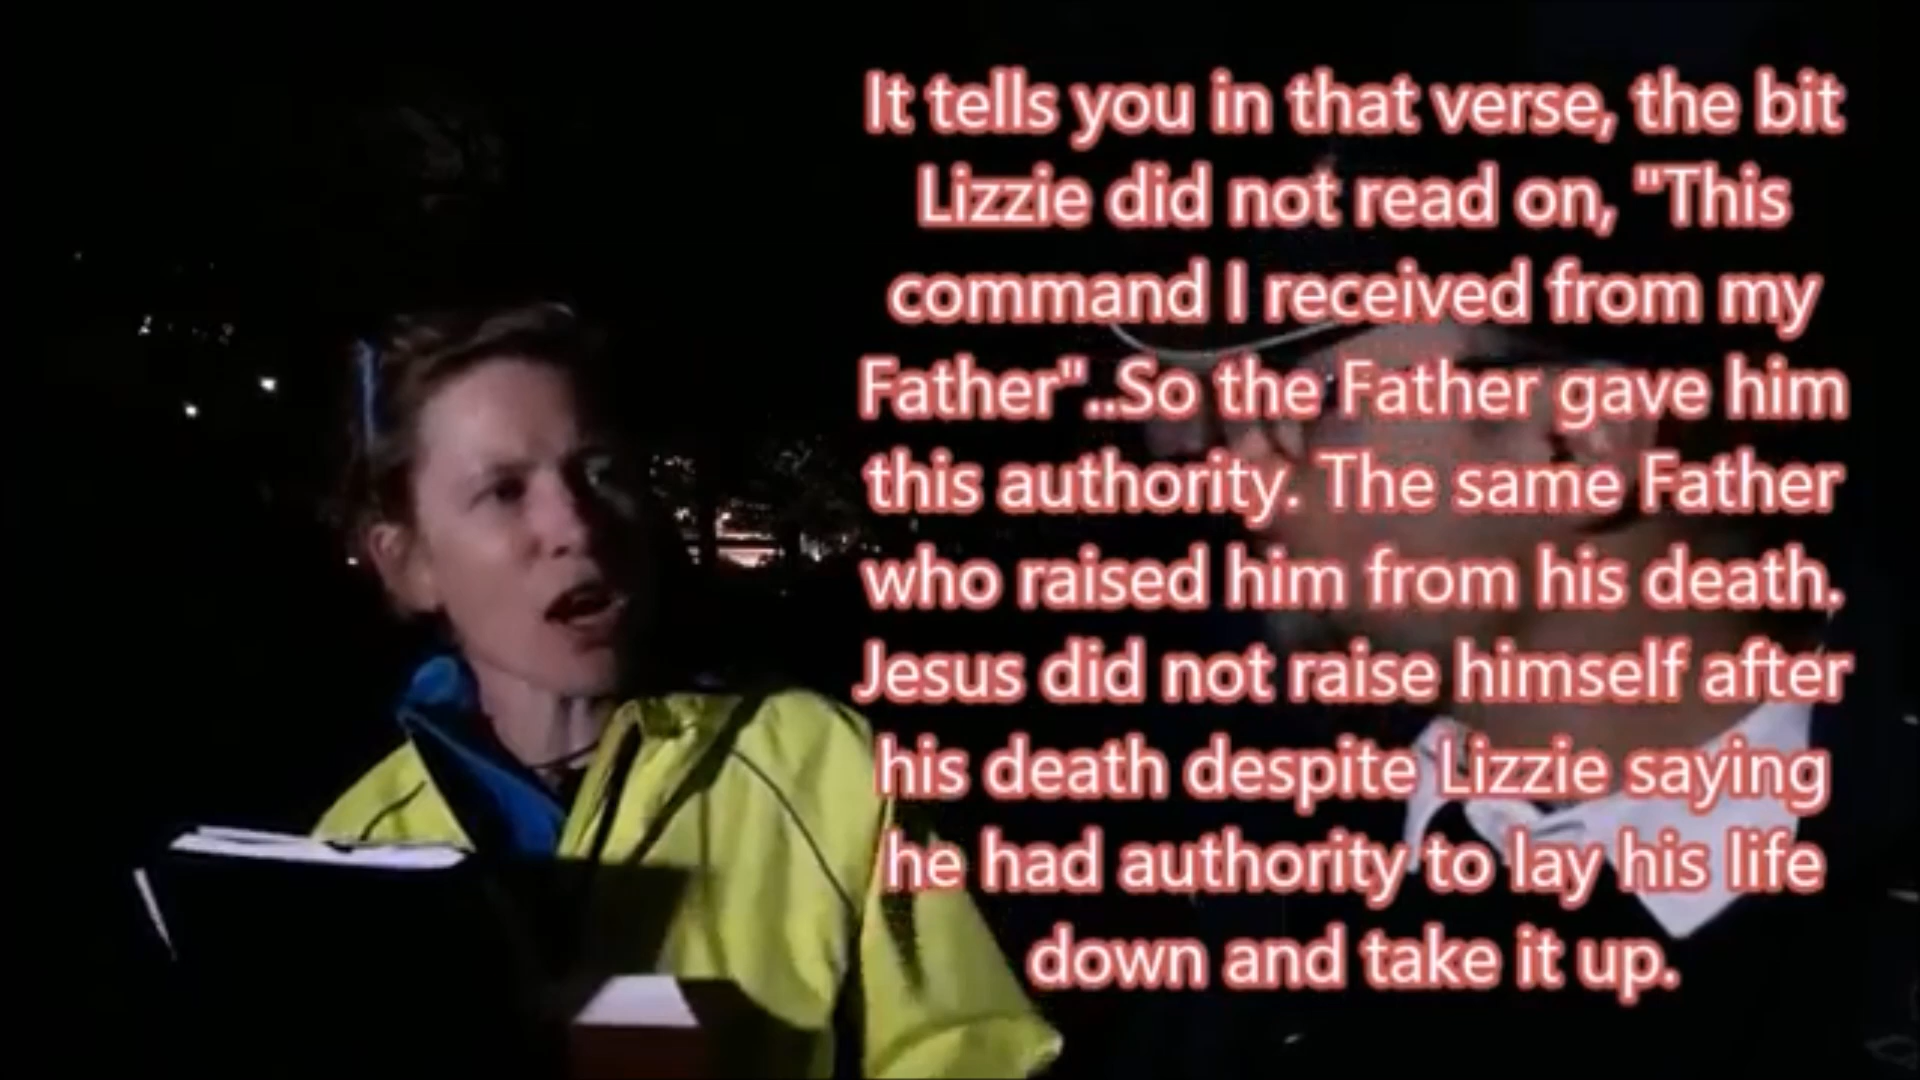 It tells you in that verse, the bit
Lizzie did not read on, "This
command I received from my
Father"..So the Father gave him
this authority. The same Father
who raised him from his death.
Jesus did not raise himself after
his death despite Lizzie saying
he had authority to lay his life
down and take it up.